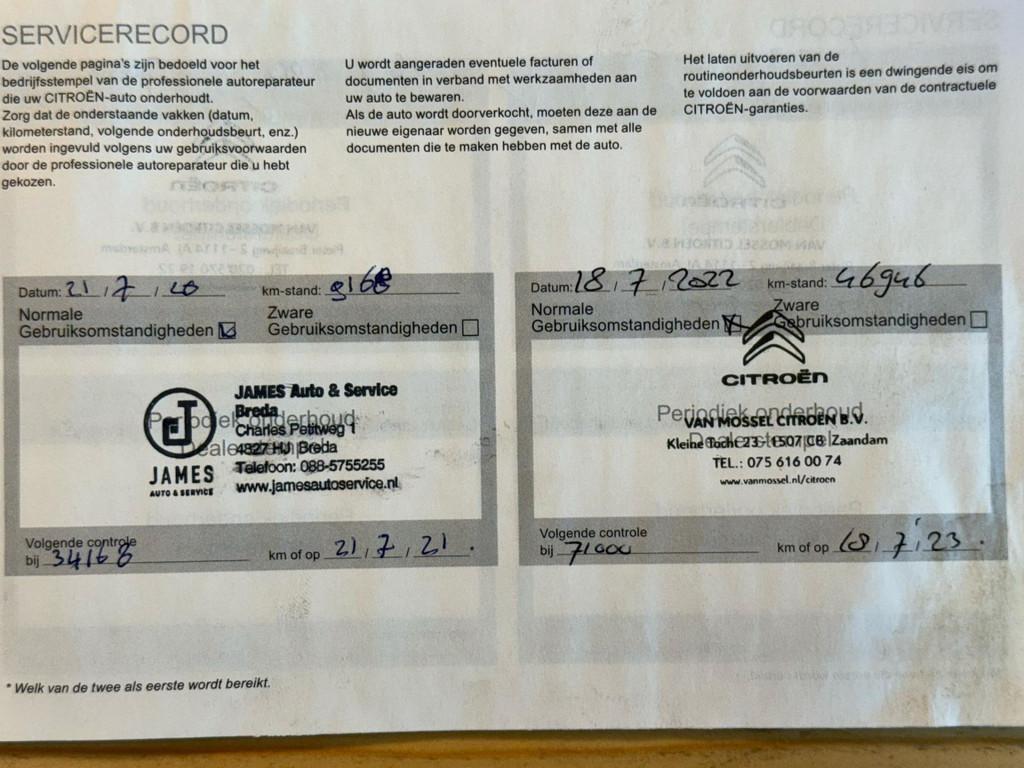 SERVICERECORD
De volgende pagina's zijn bedoeld voor het
bedrijfsstempel van de professionele autoreparateur
die uw CITROËN-auto onderhoudt.
Zorg dat de onderstaande vakken (datum,
kilometerstand, volgende onderhoudsbeurt, enz.)
worden ingevuld volgens uw gebruiksvoorwaarden
door de professionele autoreparateur die u hebt
gekozen.
U wordt aangeraden eventuele facturen of
documenten in verband met werkzaamheden aan
uw auto te bewaren.
Als de auto wordt doorverkocht, moeten deze aan de
nieuwe eigenaar worden gegeven, samen met alle
documenten die te maken hebben met de auto.
Het laten uitvoeren van de
routineonderhoudsbeurten is een dwingende eis om
te voldoen aan de voorwaarden van de contractuele
CITROËN-garanties.
Datum: 21 / 7 / 20 km-stand: 9168
Normale
Gebruiksomstandigheden
Zware
Gebruiksomstandigheden
Periodiek onderhoud
JAMES
AUTO & SERVICE
JAMES Auto & Service
Breda
Charles Petitweg 1
4827 HJ Breda
Telefoon: 088-5755255
www.jamesautoservice.nl
Volgende controle
bij 34168 km of op 21 / 7 / 21 .
Datum: 18 / 7 / 2022 km-stand: 46946
Normale
Gebruiksomstandigheden
Zware
Gebruiksomstandigheden
CITROËN
Periodiek onderhoud
VAN MOSSEL CITROËN B.V.
Kleine Tocht 23 - 1507 CB Zaandam
TEL.: 075 616 00 74
www.vanmossel.nl/citroen
Volgende controle
bij 71000 km of op 18 / 7 / 23 .
* Welk van de twee als eerste wordt bereikt.